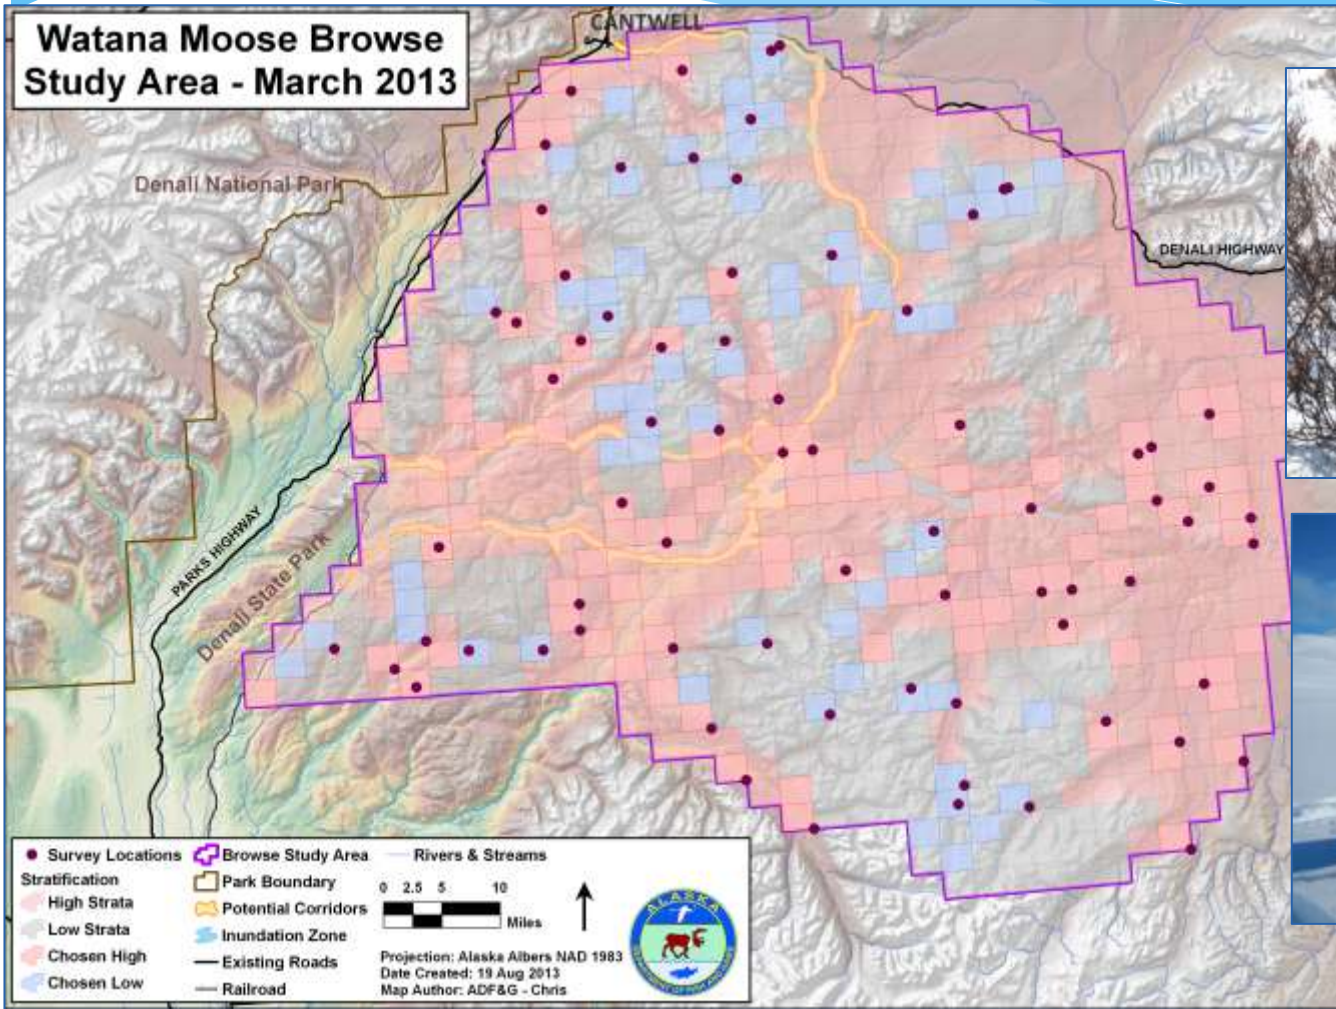 Watana Moose Browse
Study Area - March 2013
CANTWELL
Denali National Park
DENALI HIGHWAY
PARKS HIGHWAY
Denali State Park
Survey Locations
Stratification
High Strata
Low Strata
Chosen High
Chosen Low
Browse Study Area
Park Boundary
Potential Corridors
Inundation Zone
Existing Roads
Railroad
Rivers & Streams
0 2.5 5 10
Miles
Projection: Alaska Albers NAD 1983
Date Created: 19 Aug 2013
Map Author: ADF&G - Chris
ALASKA